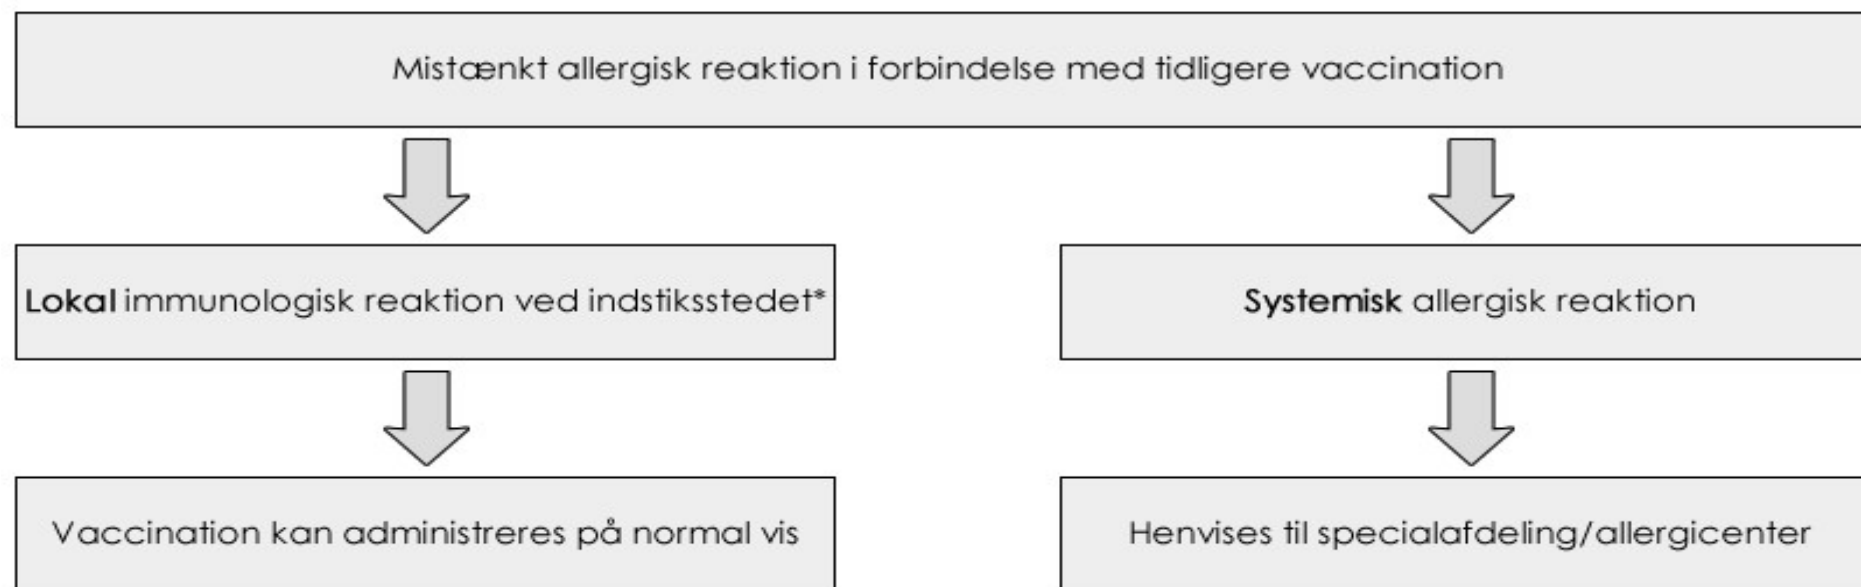 Mistænkt allergisk reaktion i forbindelse med tidligere vaccination
Lokal immunologisk reaktion ved indstiksstedet*
Systemisk allergisk reaktion
Vaccination kan administreres på normal vis
Henvises til specialafdeling/allergicenter